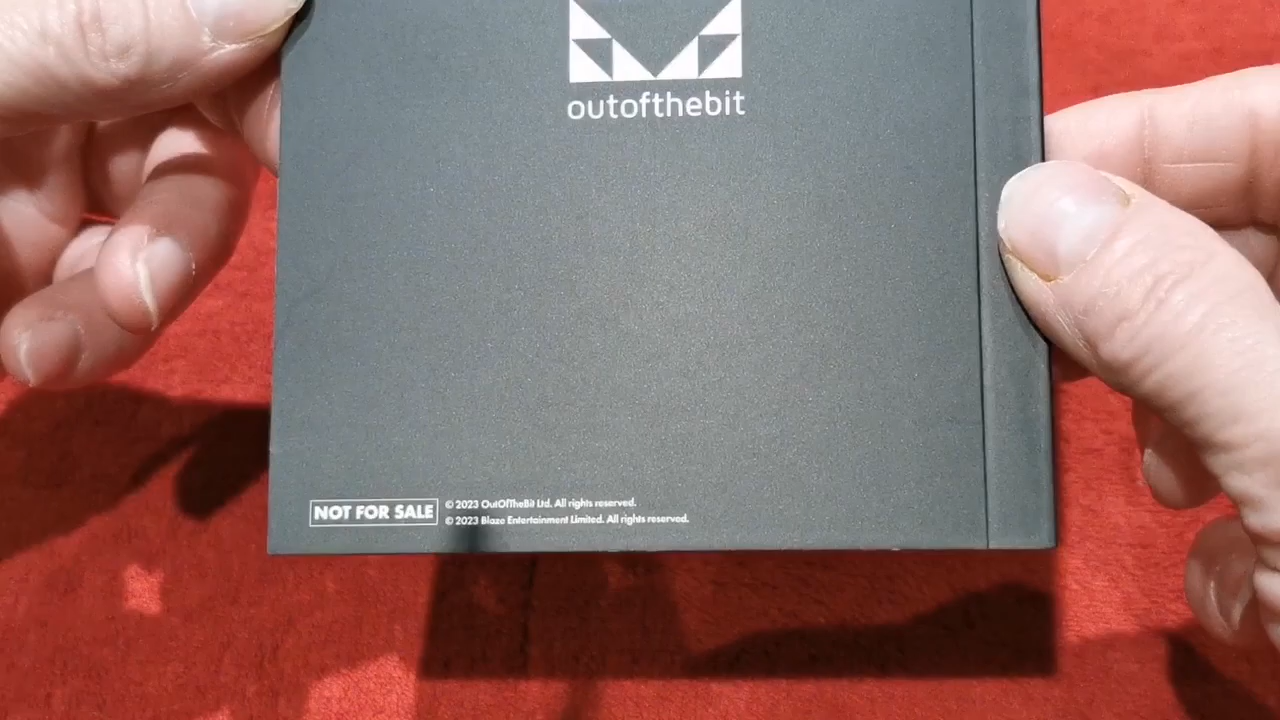 outofthebit
NOT FOR SALE
© 2023 OutOfTheBit Ltd. All rights reserved.
© 2023 Blaze Entertainment Limited. All rights reserved.